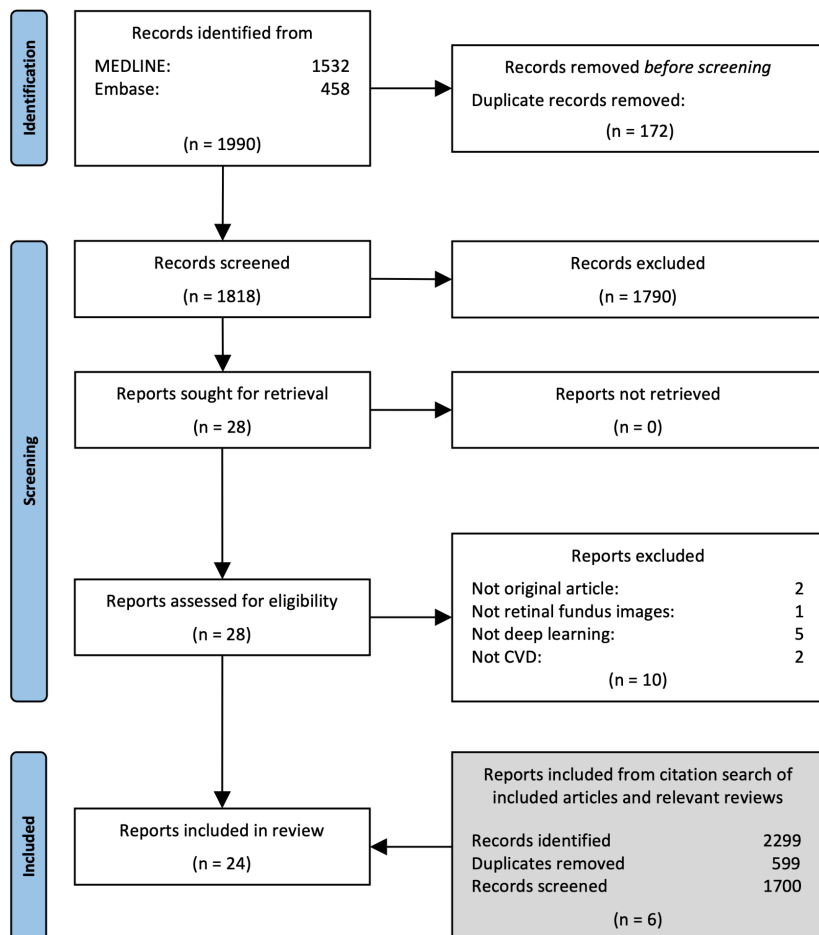 Identification
Records identified from
MEDLINE: 1532
Embase: 458
(n = 1990)
Records removed before screening
Duplicate records removed:
(n = 172)
Screening
Records screened
(n = 1818)
Records excluded
(n = 1790)
Reports sought for retrieval
(n = 28)
Reports not retrieved
(n = 0)
Reports assessed for eligibility
(n = 28)
Reports excluded
Not original article: 2
Not retinal fundus images: 1
Not deep learning: 5
Not CVD: 2
(n = 10)
Included
Reports included in review
(n = 24)
Reports included from citation search of
included articles and relevant reviews
Records identified 2299
Duplicates removed 599
Records screened 1700
(n = 6)